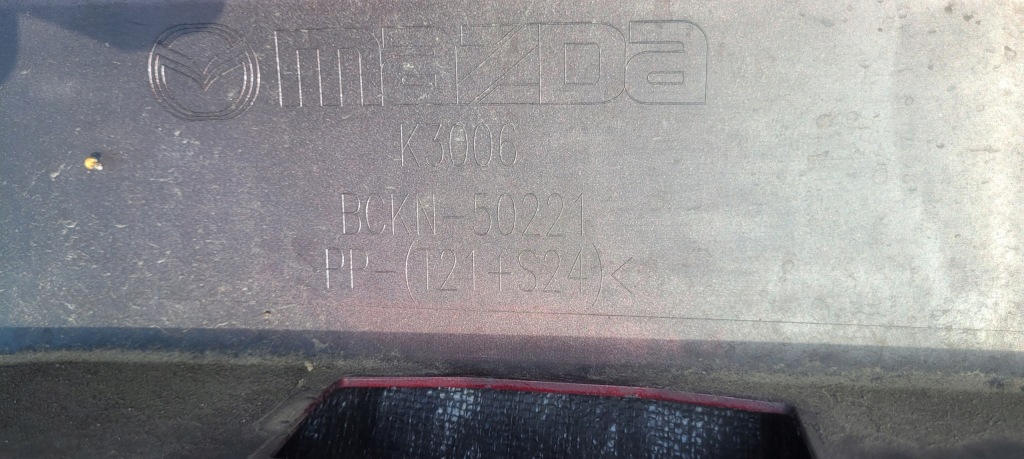 mazda
K3006
BCKN-50221
>PP-(T21+S24)<